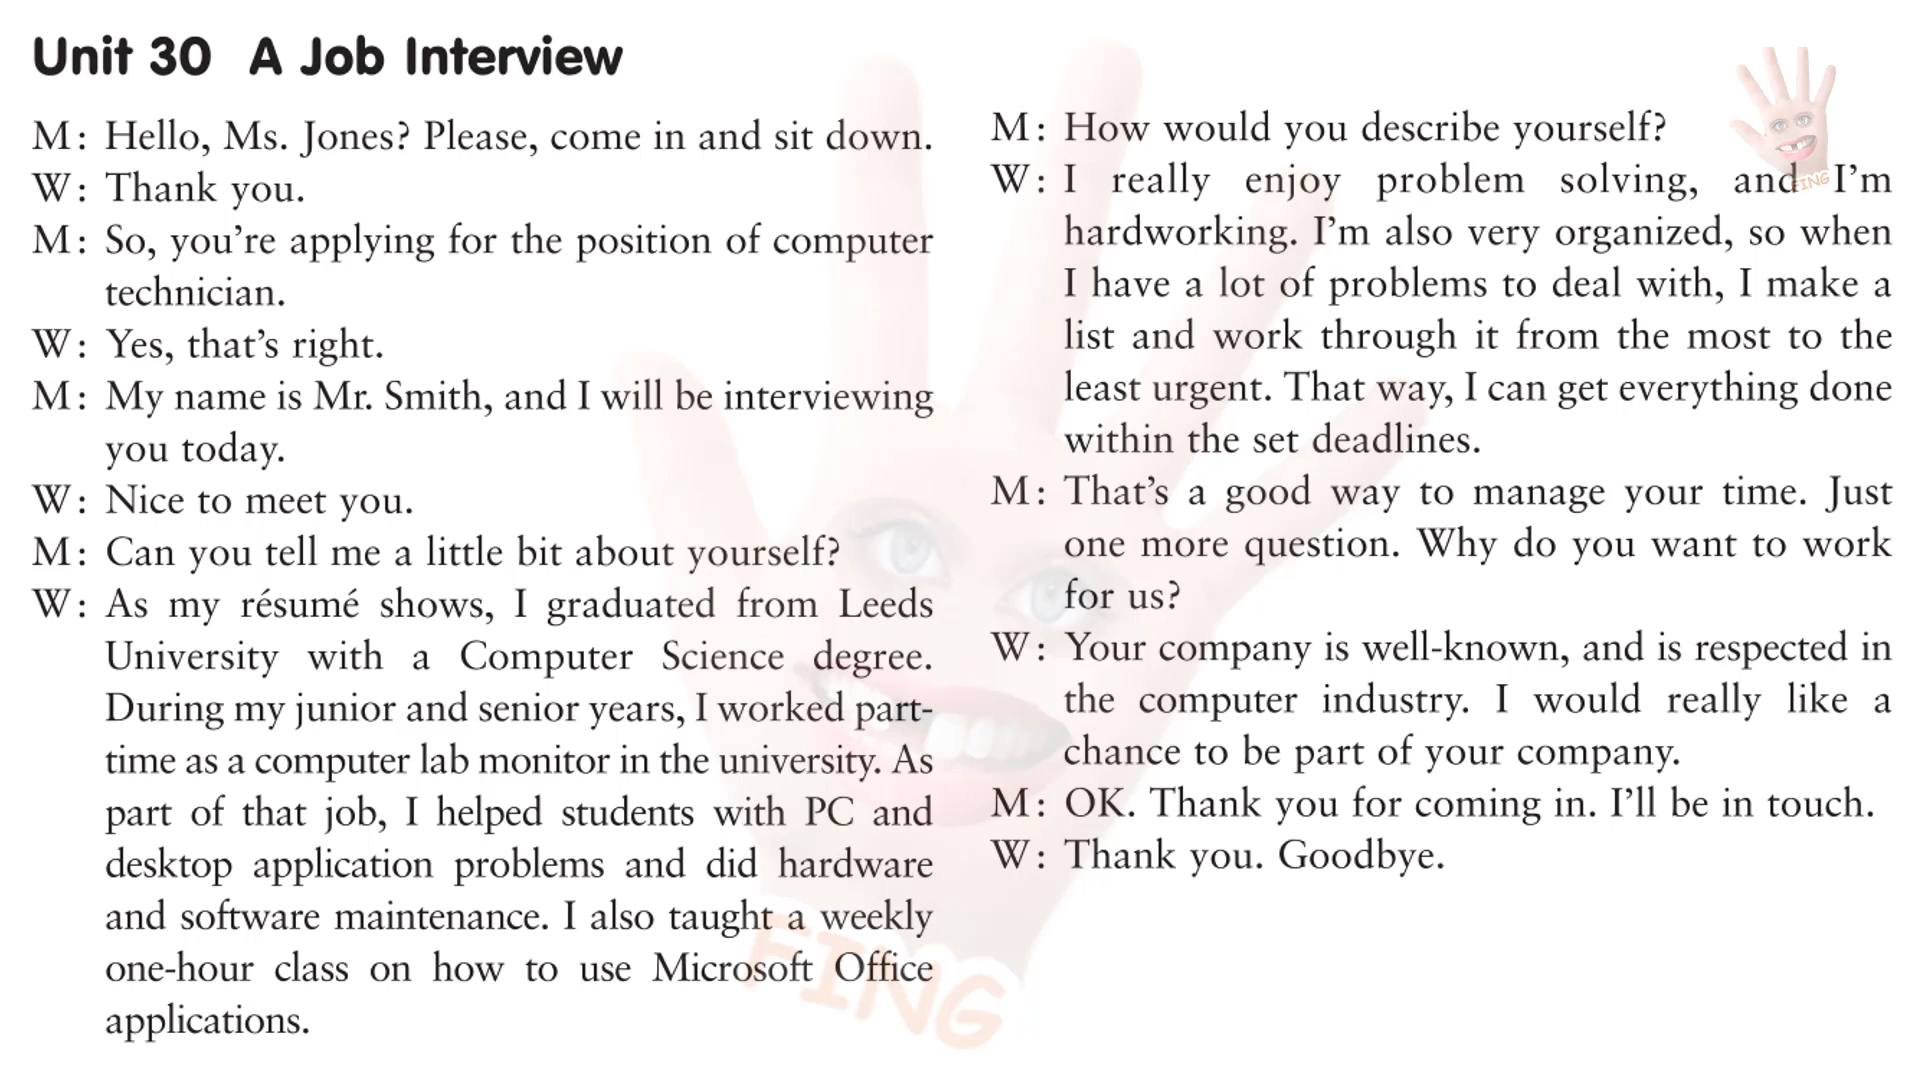 Unit 30 A Job Interview
M: Hello, Ms. Jones? Please, come in and sit down.
W: Thank you.
M: So, you're applying for the position of computer
technician.
W: Yes, that's right.
M: My name is Mr. Smith, and I will be interviewing
you today.
W: Nice to meet you.
M: Can you tell me a little bit about yourself?
W: As my résumé shows, I graduated from Leeds
University with a Computer Science degree.
During my junior and senior years, I worked part-
time as a computer lab monitor in the university. As
part of that job, I helped students with PC and
desktop application problems and did hardware
and software maintenance. I also taught a weekly
one-hour class on how to use Microsoft Office
applications.
M: How would you describe yourself?
W: I really enjoy problem solving, and I'm
hardworking. I'm also very organized, so when
I have a lot of problems to deal with, I make a
list and work through it from the most to the
least urgent. That way, I can get everything done
within the set deadlines.
M: That's a good way to manage your time. Just
one more question. Why do you want to work
for us?
W: Your company is well-known, and is respected in
the computer industry. I would really like a
chance to be part of your company.
M: OK. Thank you for coming in. I'll be in touch.
W: Thank you. Goodbye.
FING
FING